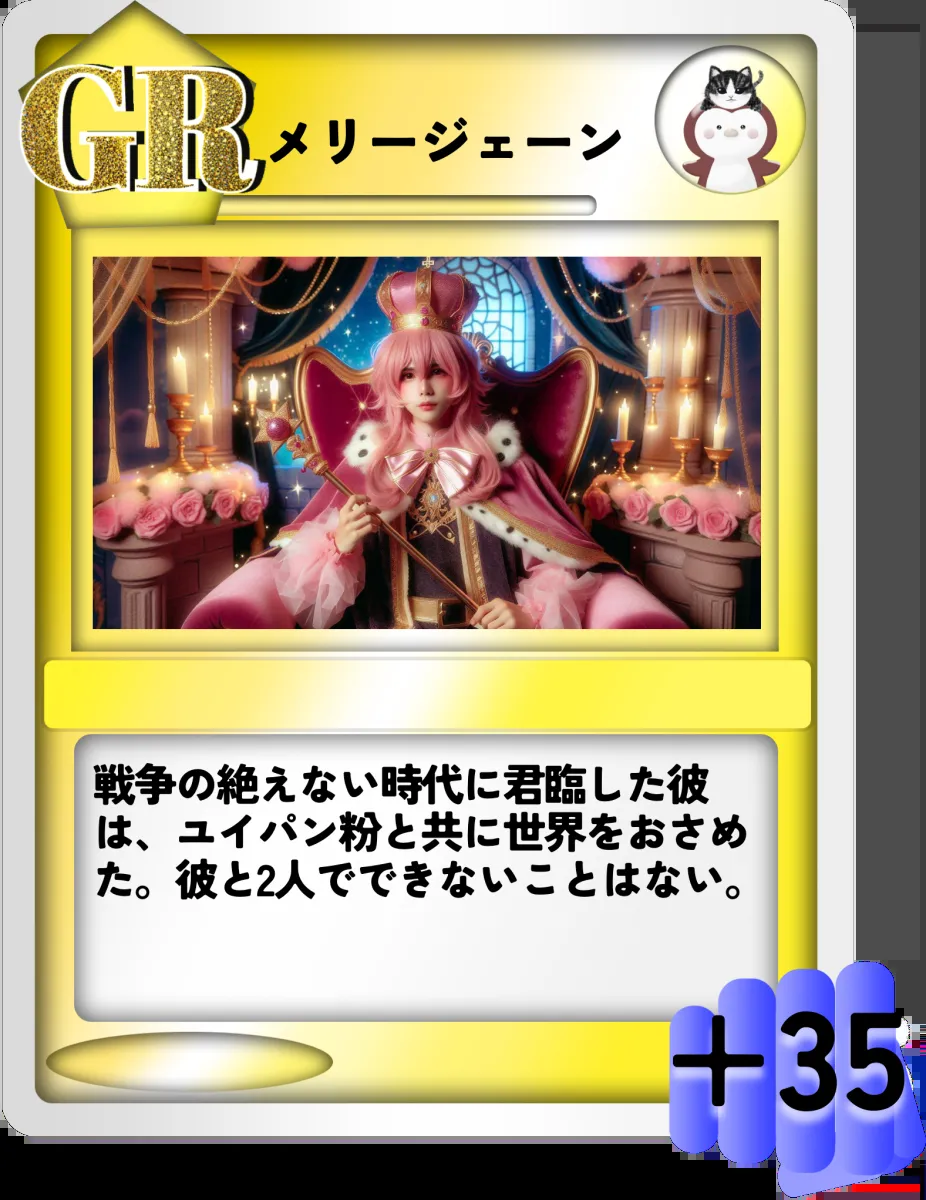 GR
メリージェーン
戦争の絶えない時代に君臨した彼
は、ユイパン粉と共に世界をおさめ
た。彼と2人でできないことはない。
+35